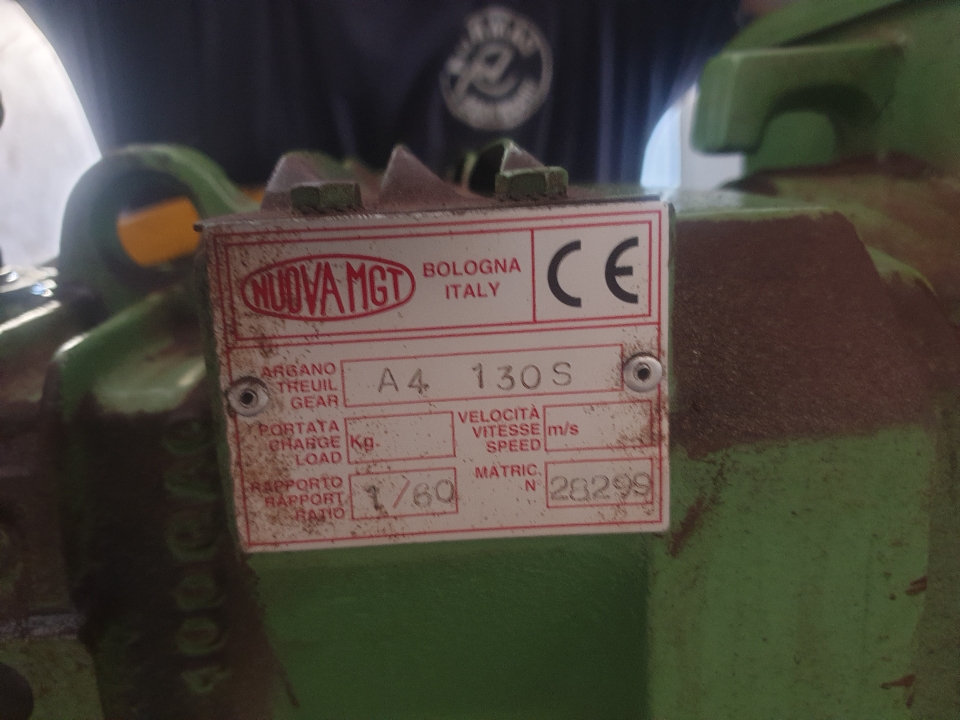 NUOVA MGT
BOLOGNA
ITALY
CE
ARGANO
TREUIL
GEAR
A4 130S
PORTATA
CHARGE
LOAD
Kg.
VELOCITÀ
VITESSE
SPEED
m/s
RAPPORTO
RAPPORT
RATIO
1/60
MATRIC.
N°
28299